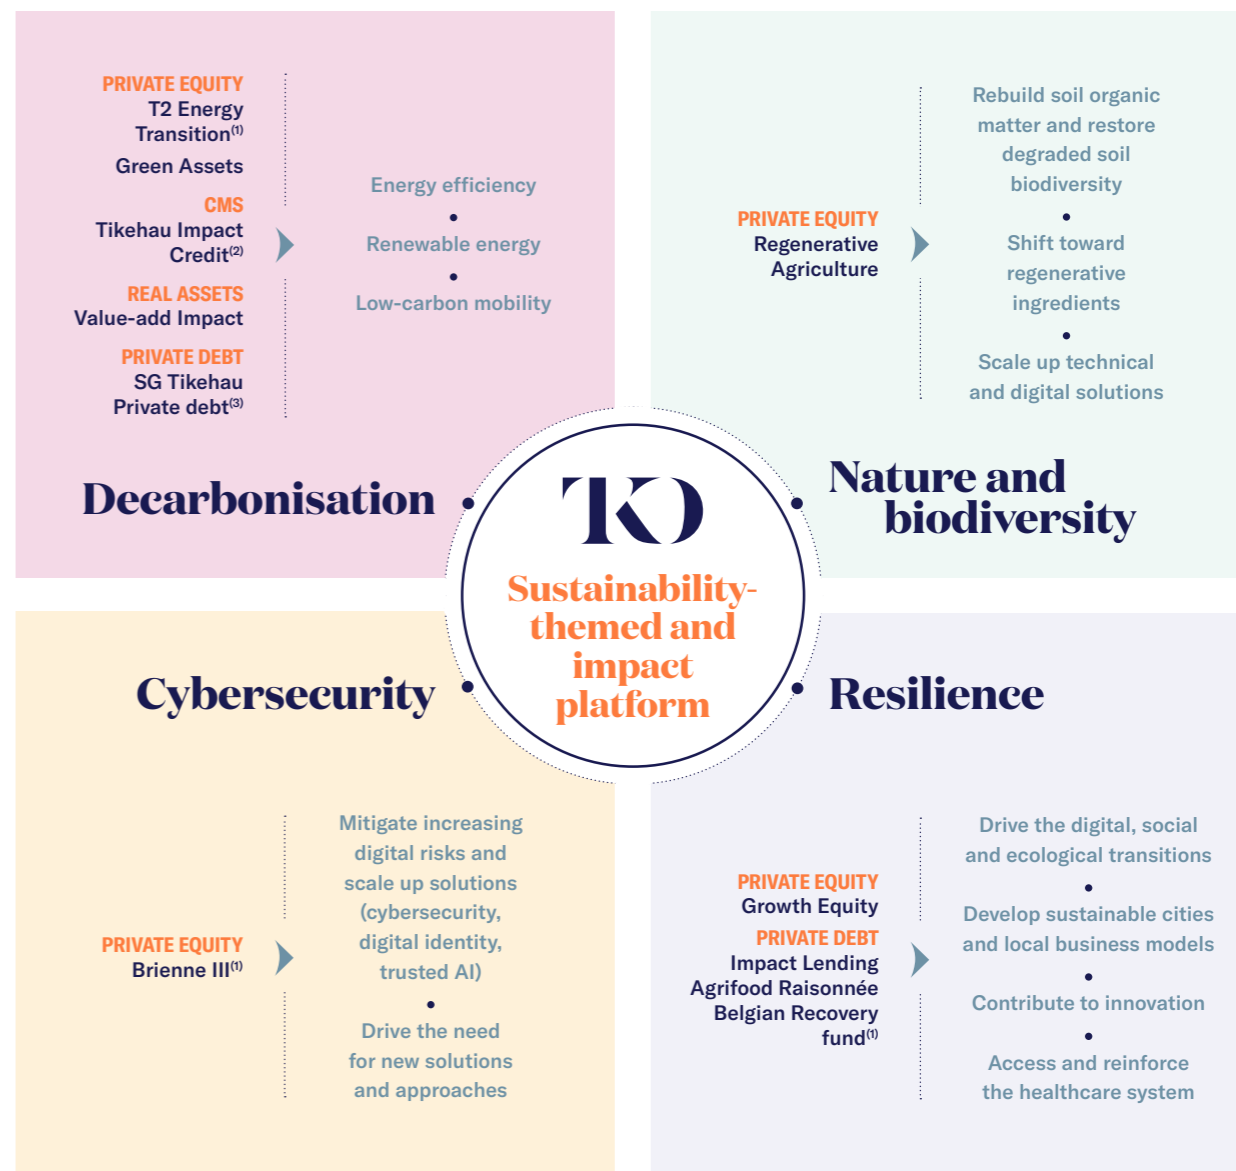 PRIVATE EQUITY
T2 Energy
Transition(1)
Green Assets
CMS
Tikehau Impact
Credit(2)
REAL ASSETS
Value-add Impact
PRIVATE DEBT
SG Tikehau
Private debt(3)
Energy efficiency
•
Renewable energy
•
Low-carbon mobility
Decarbonisation
PRIVATE EQUITY
Regenerative
Agriculture
Rebuild soil organic
matter and restore
degraded soil
biodiversity
•
Shift toward
regenerative
ingredients
•
Scale up technical
and digital solutions
Nature and
biodiversity
TKO
Sustainability-
themed and
impact
platform
Cybersecurity
PRIVATE EQUITY
Brienne III(1)
Mitigate increasing
digital risks and
scale up solutions
(cybersecurity,
digital identity,
trusted AI)
•
Drive the need
for new solutions
and approaches
Resilience
PRIVATE EQUITY
Growth Equity
PRIVATE DEBT
Impact Lending
Agrifood Raisonnée
Belgian Recovery
fund(1)
Drive the digital, social
and ecological transitions
•
Develop sustainable cities
and local business models
•
Contribute to innovation
•
Access and reinforce
the healthcare system